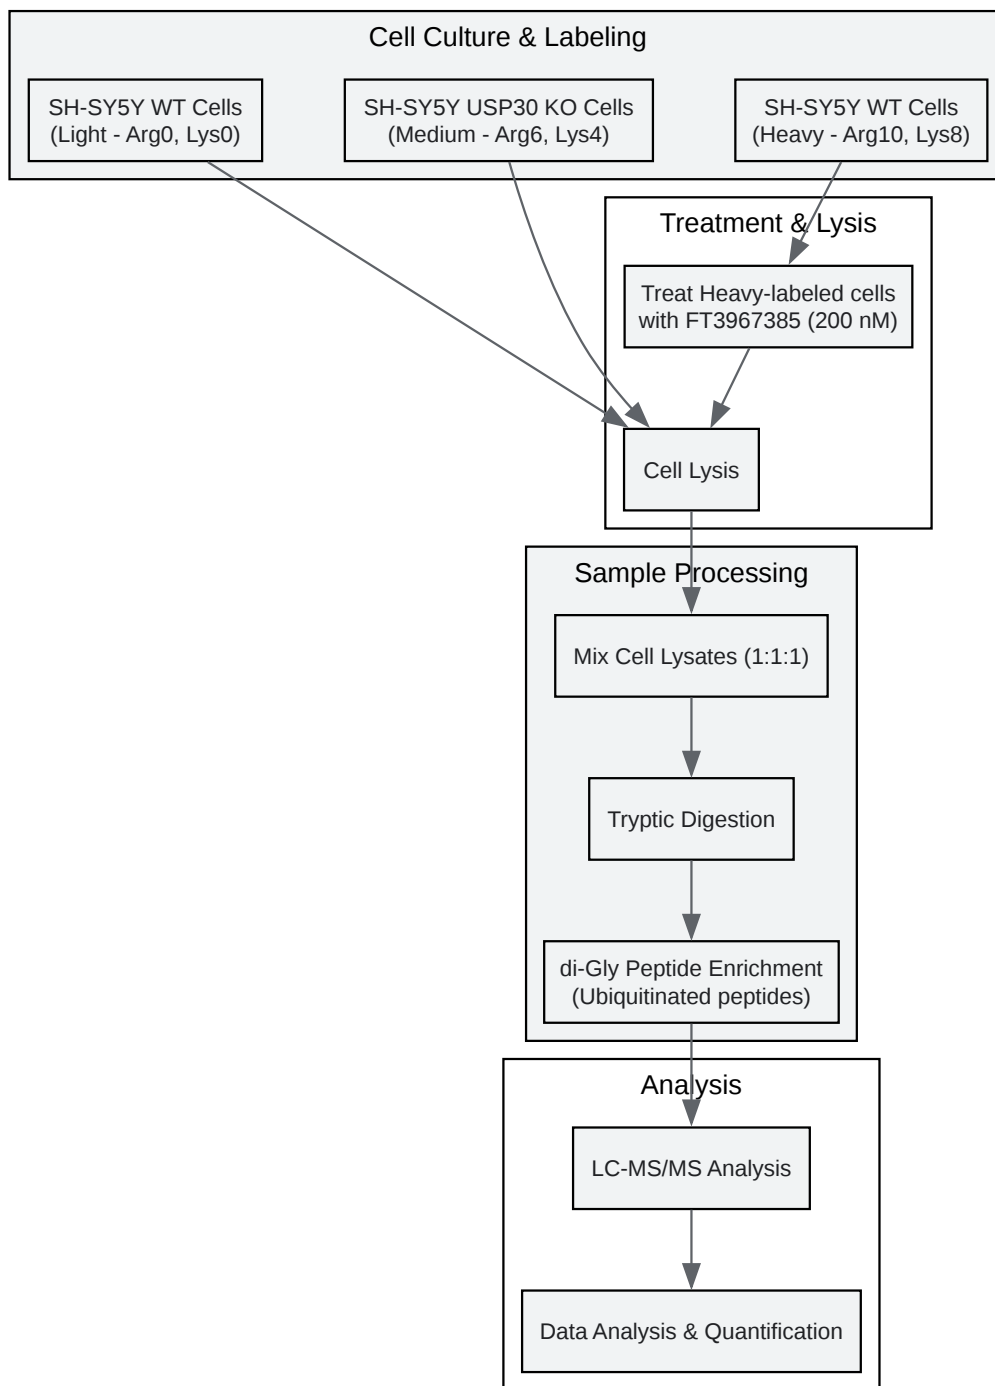 Cell Culture & Labeling
SH-SY5Y WT Cells
(Light - Arg0, Lys0)
SH-SY5Y USP30 KO Cells
(Medium - Arg6, Lys4)
SH-SY5Y WT Cells
(Heavy - Arg10, Lys8)
Treatment & Lysis
Treat Heavy-labeled cells
with FT3967385 (200 nM)
Cell Lysis
Sample Processing
Mix Cell Lysates (1:1:1)
Tryptic Digestion
di-Gly Peptide Enrichment
(Ubiquitinated peptides)
Analysis
LC-MS/MS Analysis
Data Analysis & Quantification